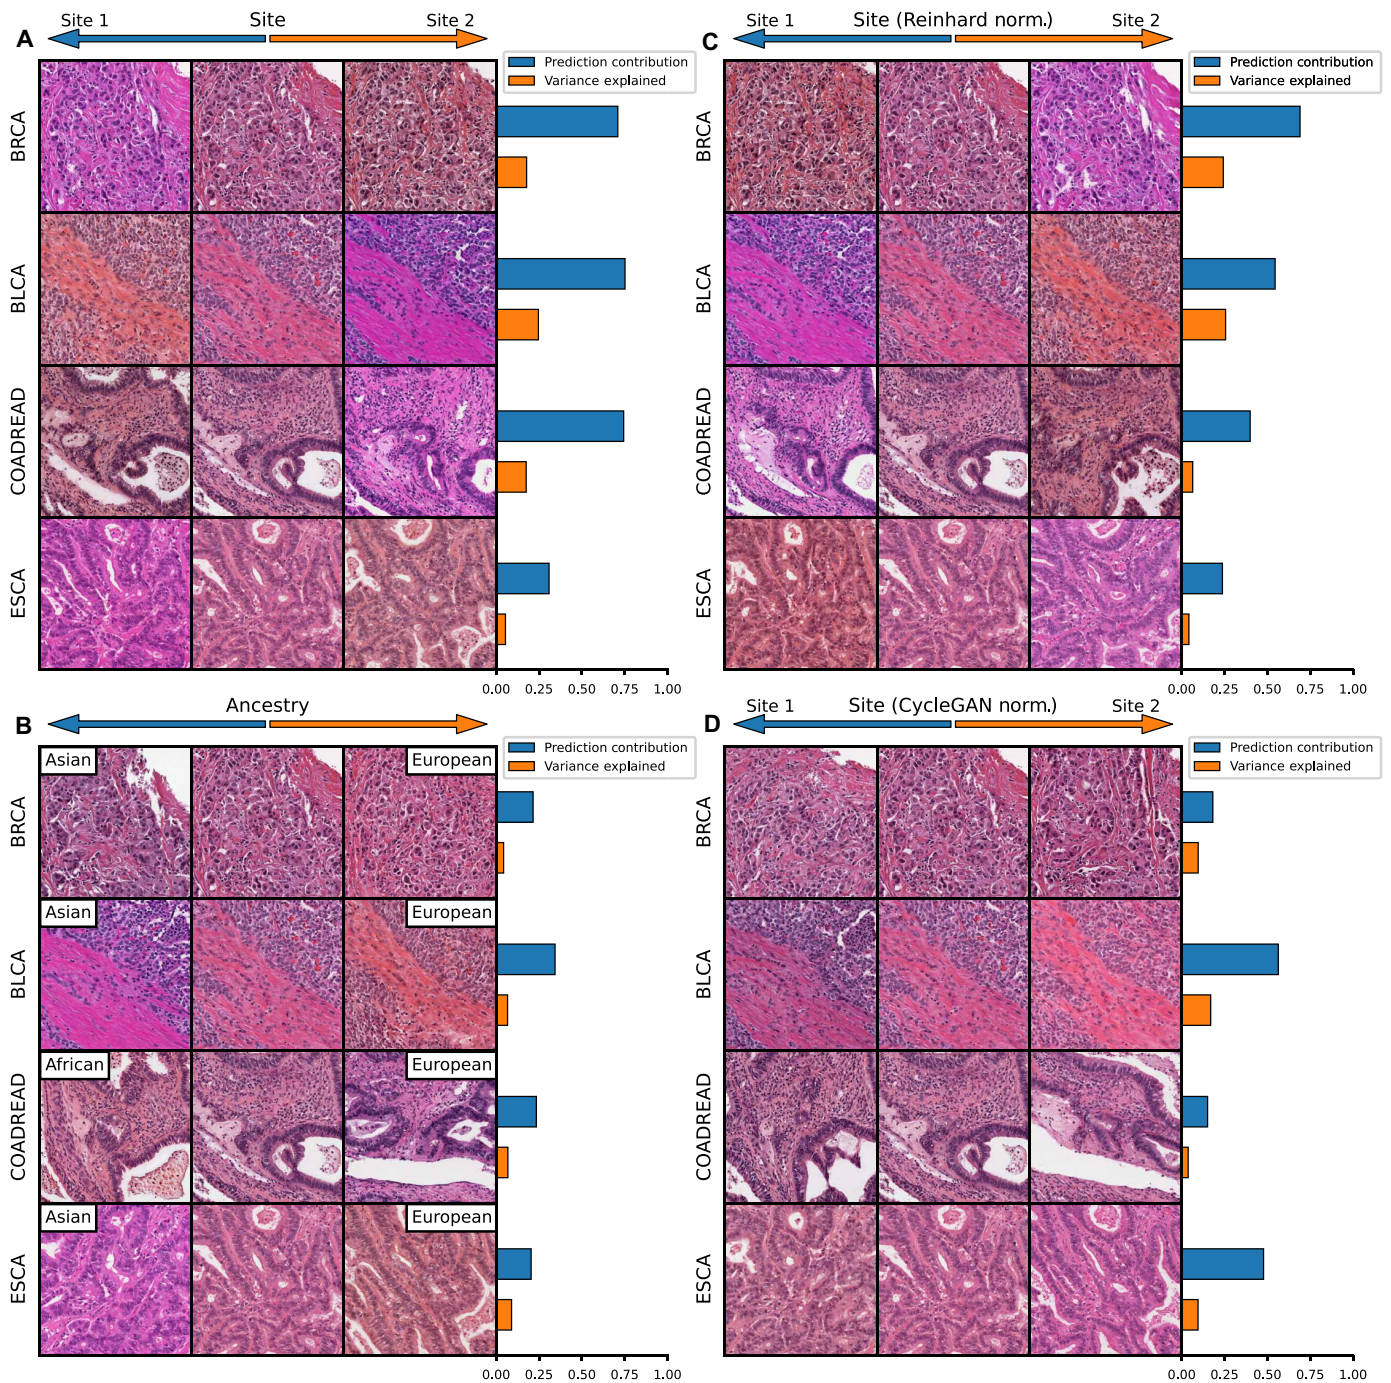 A
Site 1
Site
Site 2
Prediction contribution
Variance explained
BRCA
BLCA
COADREAD
ESCA
0.00
0.25
0.50
0.75
1.00
C
Site 1
Site (Reinhard norm.)
Site 2
Prediction contribution
Variance explained
BRCA
BLCA
COADREAD
ESCA
0.00
0.25
0.50
0.75
1.00
B
Ancestry
Prediction contribution
Variance explained
BRCA
Asian
European
BLCA
Asian
European
COADREAD
African
European
ESCA
Asian
European
0.00
0.25
0.50
0.75
1.00
D
Site 1
Site (CycleGAN norm.)
Site 2
Prediction contribution
Variance explained
BRCA
BLCA
COADREAD
ESCA
0.00
0.25
0.50
0.75
1.00